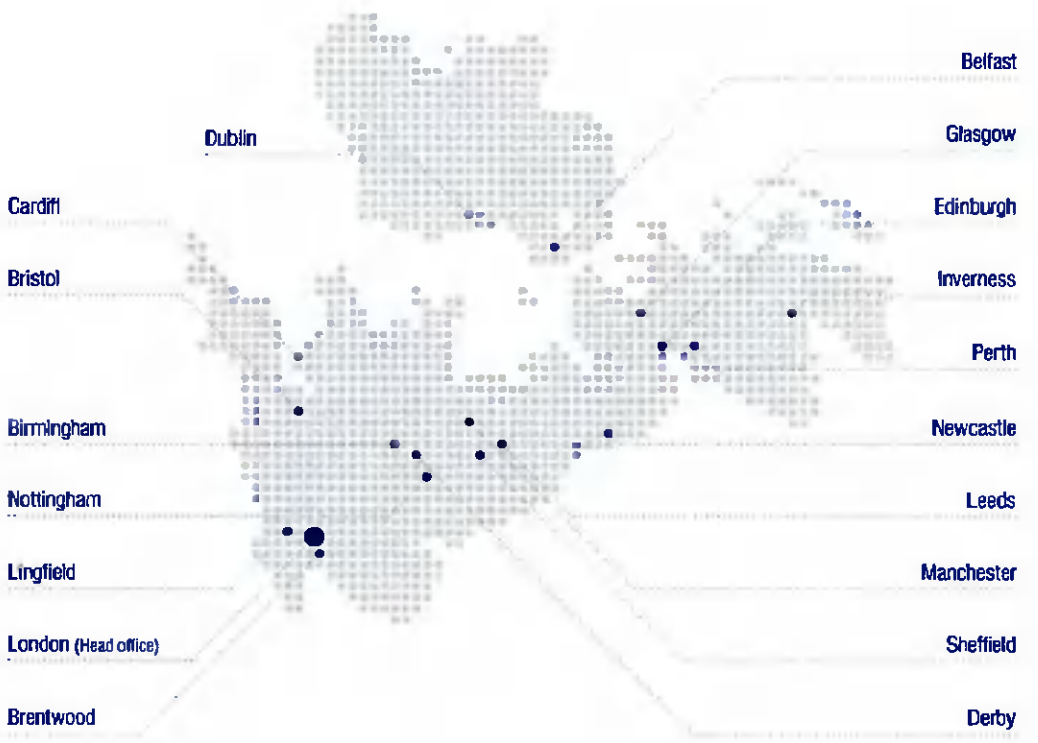 Belfast
Dublin
Glasgow
Cardiff
Edinburgh
Bristol
Inverness
Perth
Birmingham
Newcastle
Nottingham
Leeds
Lingfield
Manchester
London (Head office)
Sheffield
Brentwood
Derby